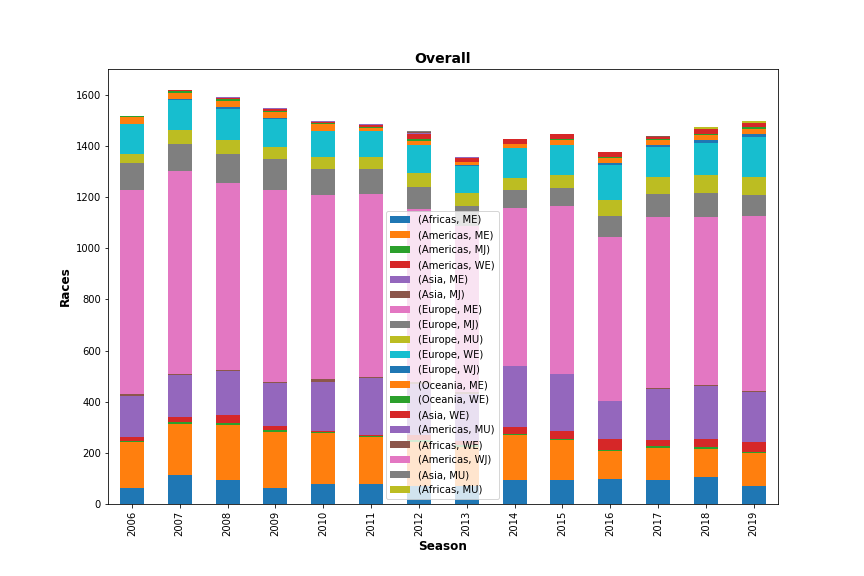 Overall
1600
1400
1200
1000
800
600
400
200
0
Races
(Africas, ME)
(Americas, ME)
(Americas, MJ)
(Americas, WE)
(Asia, ME)
(Asia, MJ)
(Europe, ME)
(Europe, MJ)
(Europe, MU)
(Europe, WE)
(Europe, WJ)
(Oceania, ME)
(Oceania, WE)
(Asia, WE)
(Americas, MU)
(Africas, WE)
(Americas, WJ)
(Asia, MU)
(Africas, MU)
2006 2007 2008 2009 2010 2011 2012 2013 2014 2015 2016 2017 2018 2019
Season